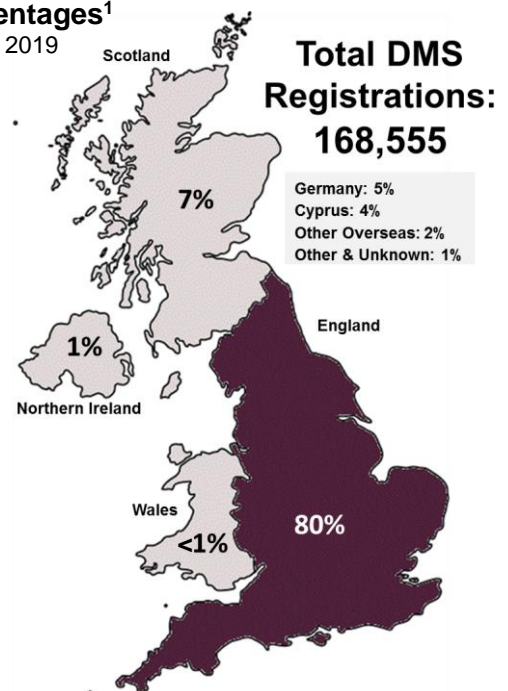 entages¹
2019
Scotland
Total DMS
Registrations:
168,555
7%
Germany: 5%
Cyprus: 4%
Other Overseas: 2%
Other & Unknown: 1%
England
1%
Northern Ireland
Wales
<1%
80%